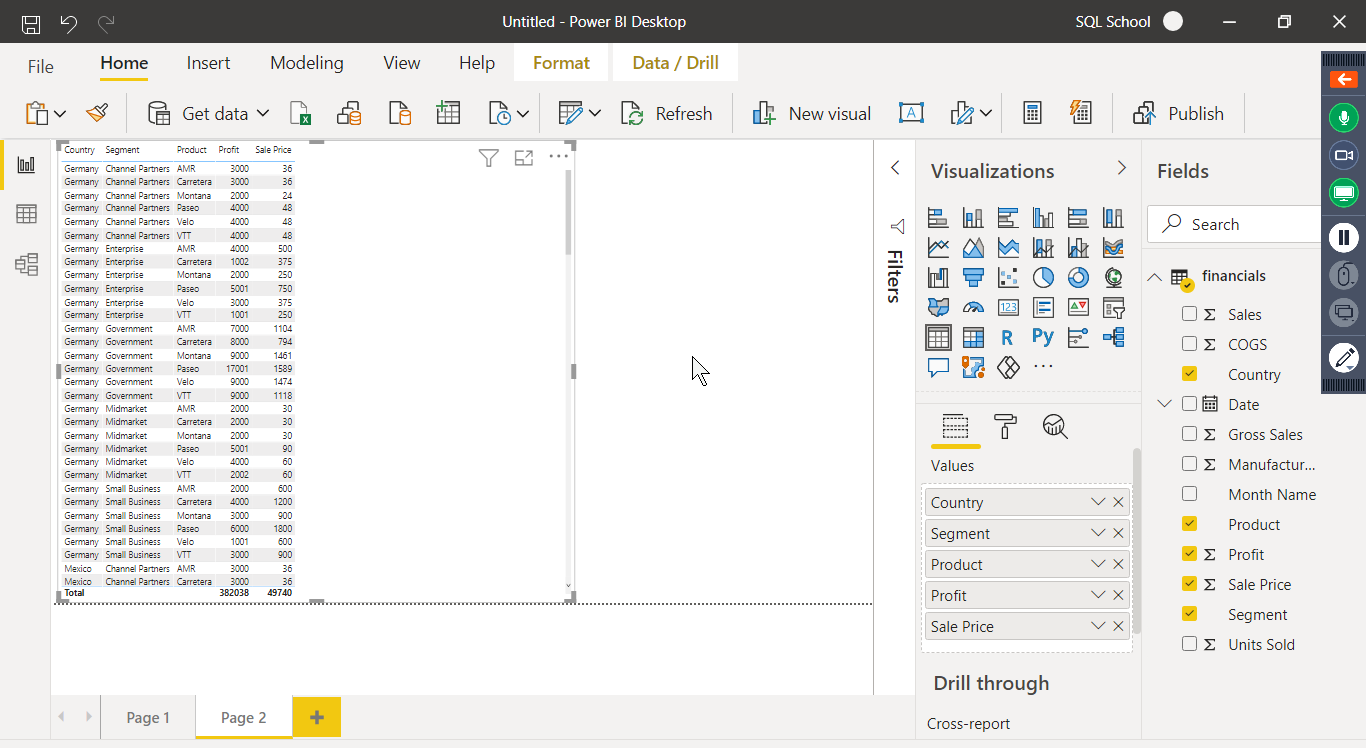 Untitled - Power BI Desktop
SQL School
File
Home
Insert
Modeling
View
Help
Format
Data / Drill
Get data
Refresh
New visual
Publish
Country Segment Product Profit Sale Price
Germany Channel Partners AMR 3000 36
Germany Channel Partners Carretera 3000 36
Germany Channel Partners Montana 2000 24
Germany Channel Partners Paseo 4000 48
Germany Channel Partners Velo 4000 48
Germany Channel Partners VTT 4000 48
Germany Enterprise AMR 4000 500
Germany Enterprise Carretera 1002 375
Germany Enterprise Montana 2000 250
Germany Enterprise Paseo 5001 750
Germany Enterprise Velo 3000 375
Germany Enterprise VTT 1001 250
Germany Government AMR 7000 1104
Germany Government Carretera 8000 794
Germany Government Montana 9000 1461
Germany Government Paseo 17001 1589
Germany Government Velo 9000 1474
Germany Government VTT 9000 1118
Germany Midmarket AMR 2000 30
Germany Midmarket Carretera 2000 30
Germany Midmarket Montana 2000 30
Germany Midmarket Paseo 5001 90
Germany Midmarket Velo 4000 60
Germany Midmarket VTT 2002 60
Germany Small Business AMR 2000 600
Germany Small Business Carretera 4000 1200
Germany Small Business Montana 3000 900
Germany Small Business Paseo 6000 1800
Germany Small Business Velo 1001 600
Germany Small Business VTT 3000 900
Mexico Channel Partners AMR 3000 36
Mexico Channel Partners Carretera 3000 36
Total 382038 49740
Filters
Visualizations
123
R
Py
Values
Country
Segment
Product
Profit
Sale Price
Drill through
Cross-report
Fields
Search
financials
Σ Sales
Σ COGS
Country
Date
Σ Gross Sales
Σ Manufactur...
Month Name
Product
Σ Profit
Σ Sale Price
Segment
Σ Units Sold
Page 1
Page 2